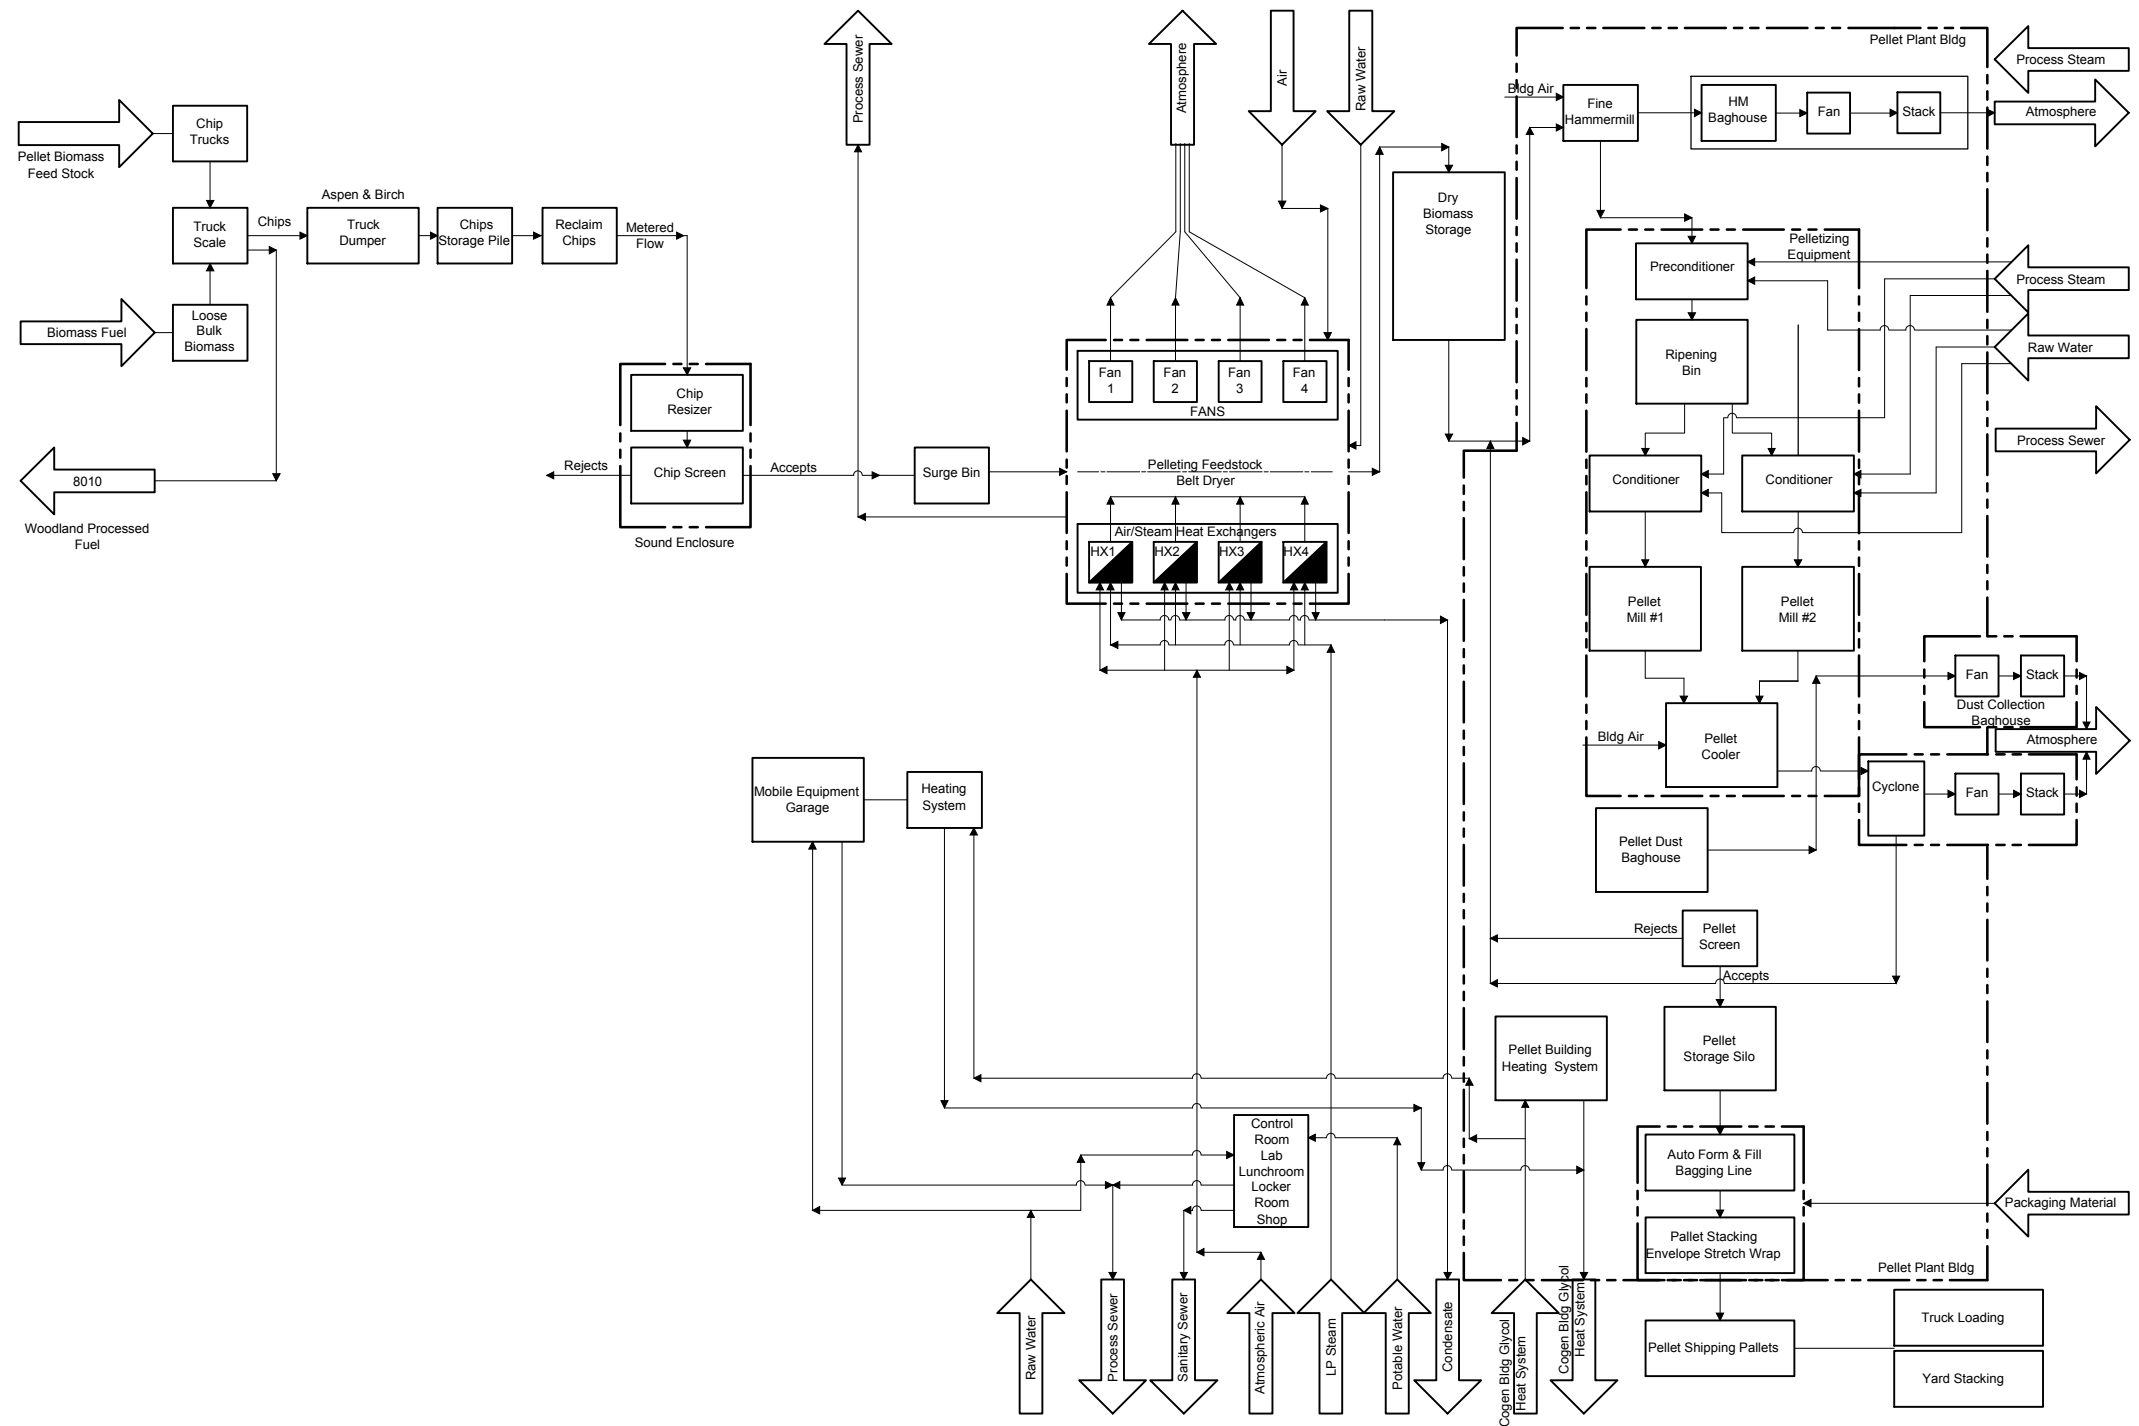 Process Sewer
Atmosphere
Air
Raw Water
Pellet Plant Bldg
Process Steam
Atmosphere
Pellet Biomass
Feed Stock
Chip
Trucks
Bldg Air
Fine
Hammermill
HM
Baghouse
Fan
Stack
Truck
Scale
Chips
Aspen & Birch
Truck
Dumper
Chips
Storage Pile
Reclaim
Chips
Metered
Flow
Dry
Biomass
Storage
Pelletizing
Equipment
Preconditioner
Process Steam
Biomass Fuel
Loose
Bulk
Biomass
Ripening
Bin
Raw Water
Chip
Resizer
Fan
1
Fan
2
Fan
3
Fan
4
FANS
Process Sewer
8010
Woodland Processed
Fuel
Rejects
Chip Screen
Accepts
Sound Enclosure
Surge Bin
Pelleting Feedstock
Belt Dryer
Conditioner
Conditioner
Air/Steam Heat Exchangers
HX1
HX2
HX3
HX4
Pellet
Mill #1
Pellet
Mill #2
Fan
Stack
Dust Collection
Baghouse
Bldg Air
Pellet
Cooler
Atmosphere
Cyclone
Fan
Stack
Mobile Equipment
Garage
Heating
System
Pellet Dust
Baghouse
Rejects
Pellet
Screen
Accepts
Pellet Building
Heating System
Pellet
Storage Silo
Control
Room
Lab
Lunchroom
Locker
Room
Shop
Auto Form & Fill
Bagging Line
Packaging Material
Pallet Stacking
Envelope Stretch Wrap
Pellet Plant Bldg
Raw Water
Process Sewer
Sanitary Sewer
Atmospheric Air
LP Steam
Potable Water
Condensate
Cogen Bldg Glycol
Heat System
Cogen Bldg Glycol
Heat System
Pellet Shipping Pallets
Truck Loading
Yard Stacking